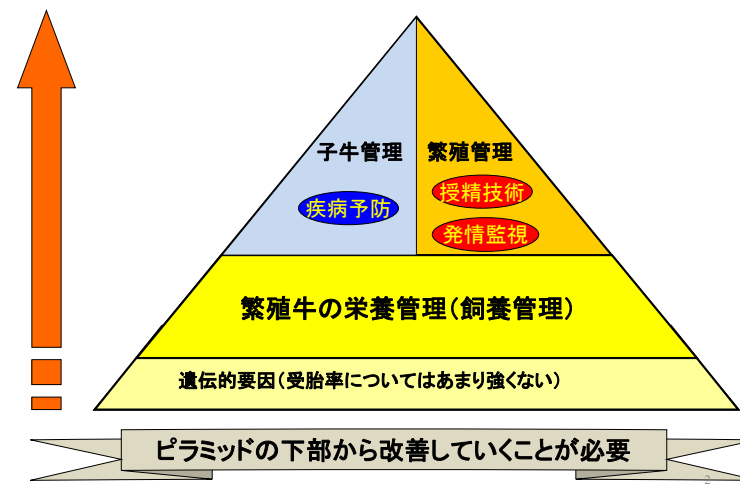 子牛管理
繁殖管理
疾病予防
授精技術
発情監視
繁殖牛の栄養管理(飼養管理)
遺伝的要因(受胎率についてはあまり強くない)
ピラミッドの下部から改善していくことが必要
2